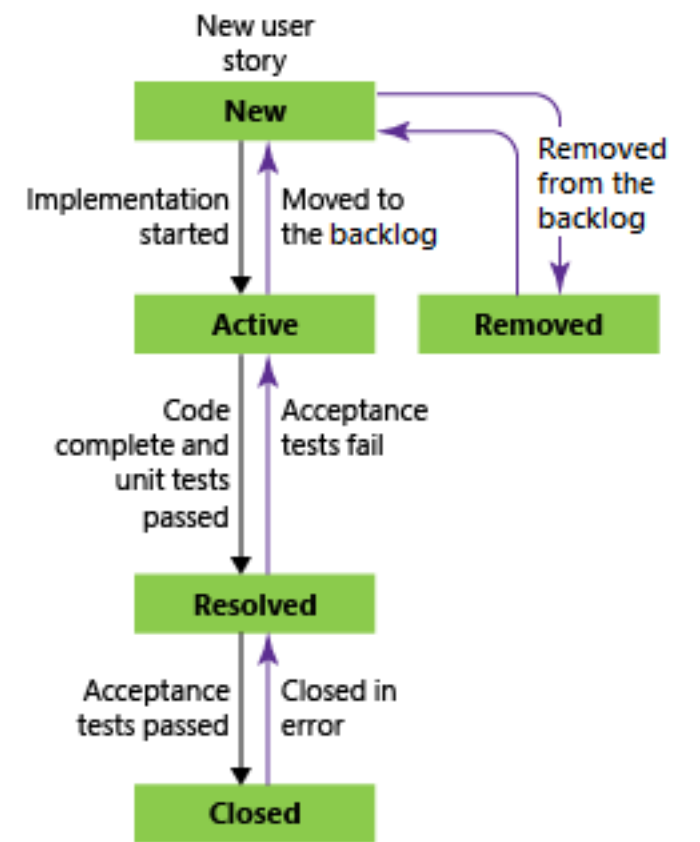 New user
story
New
Removed
from the
backlog
Implementation
started
Moved to
the backlog
Active
Removed
Code
complete and
unit tests
passed
Acceptance
tests fail
Resolved
Acceptance
tests passed
Closed in
error
Closed